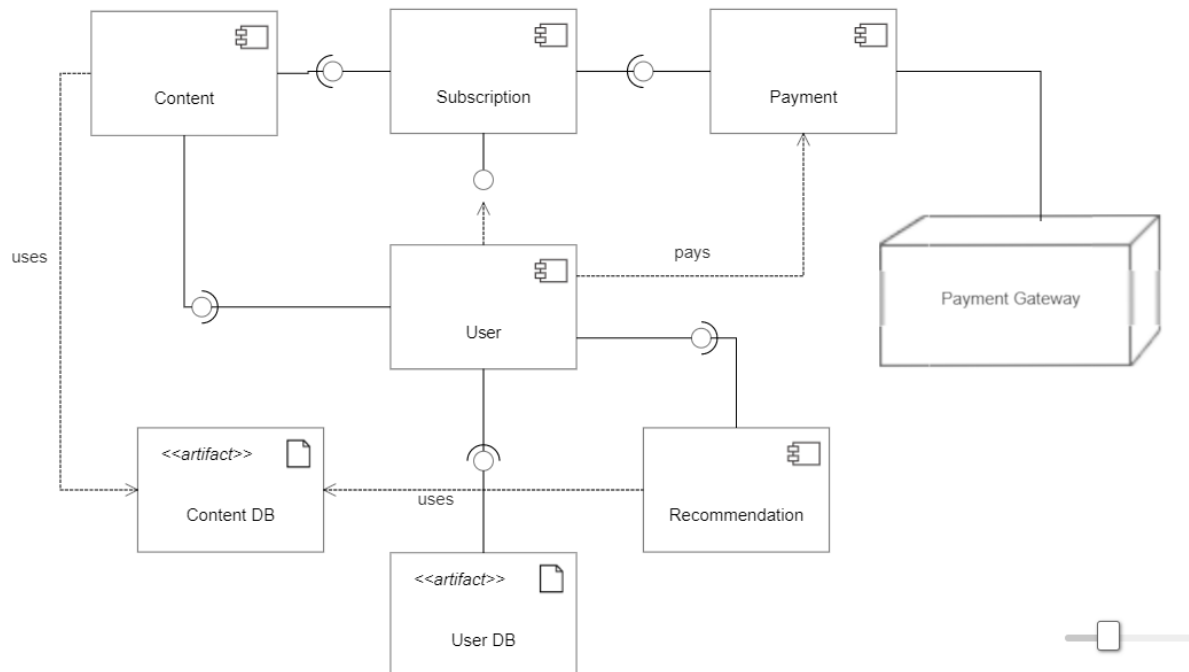 Content
Subscription
Payment
uses
pays
User
Payment Gateway
<<artifact>>
Content DB
uses
Recommendation
<<artifact>>
User DB